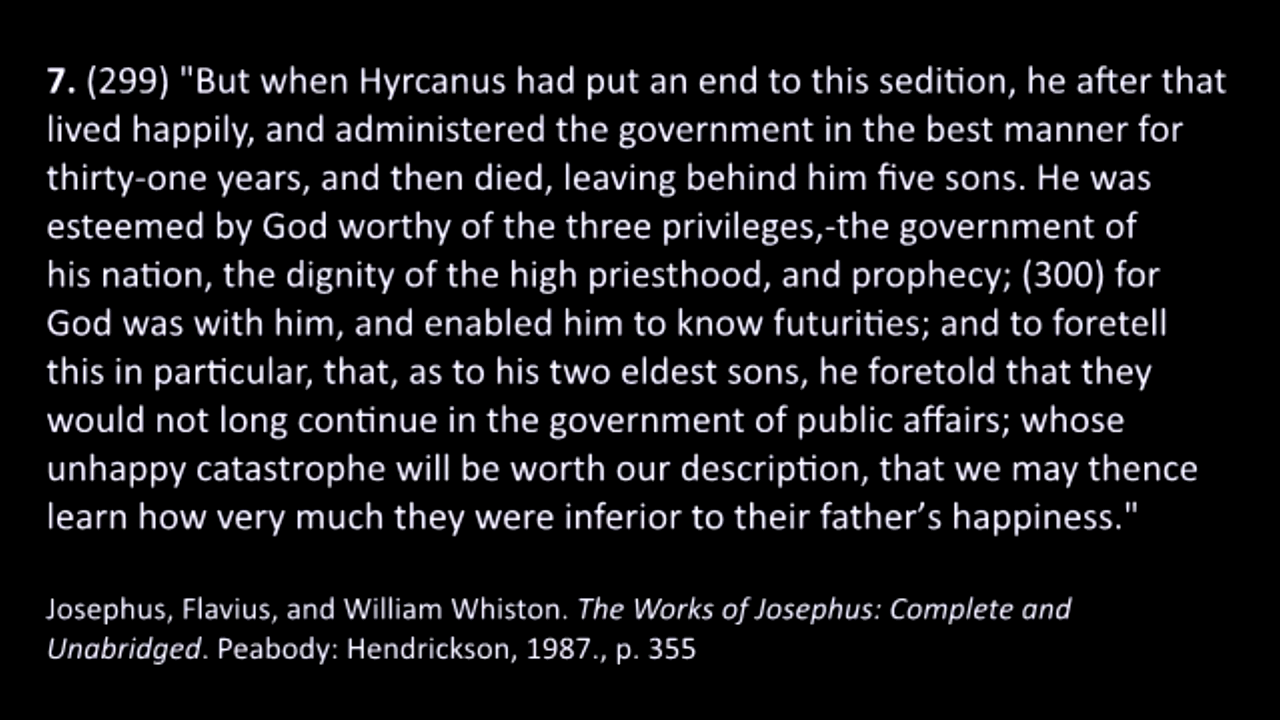 7. (299) "But when Hyrcanus had put an end to this sedition, he after that
lived happily, and administered the government in the best manner for
thirty-one years, and then died, leaving behind him five sons. He was
esteemed by God worthy of the three privileges,-the government of
his nation, the dignity of the high priesthood, and prophecy; (300) for
God was with him, and enabled him to know futurities; and to foretell
this in particular, that, as to his two eldest sons, he foretold that they
would not long continue in the government of public affairs; whose
unhappy catastrophe will be worth our description, that we may thence
learn how very much they were inferior to their father’s happiness."
Josephus, Flavius, and William Whiston. The Works of Josephus: Complete and
Unabridged. Peabody: Hendrickson, 1987., p. 355